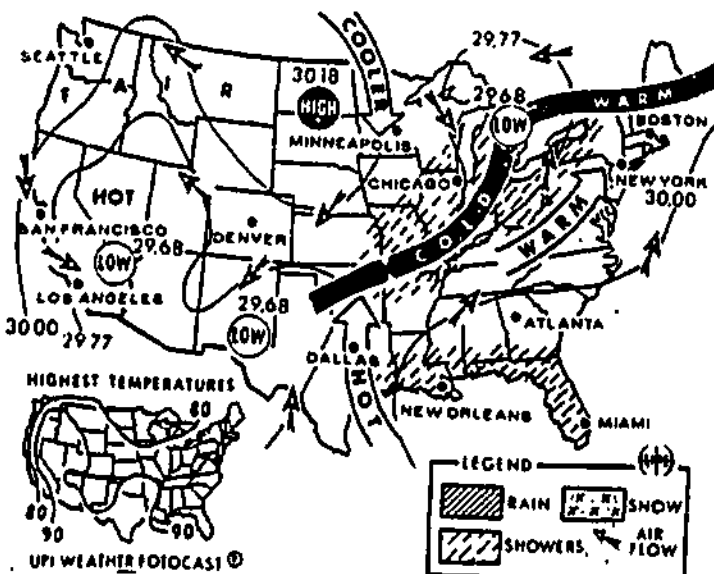 SEATTLE
FAIR
30.18
HIGH
COOLER
29.77
29.68
LOW
WARM
BOSTON
MINNEAPOLIS
CHICAGO
NEW YORK
30.00
HOT
SAN FRANCISCO
29.68
LOW
DENVER
COLD
WARM
LOS ANGELES
30.00
29.77
29.68
LOW
DALLAS
HOT
ATLANTA
NEW ORLEANS
MIAMI
HIGHEST TEMPERATURES
80
80
90
90
UPI WEATHER FOTOCAST ®
LEGEND
RAIN
SNOW
SHOWERS
AIR
FLOW